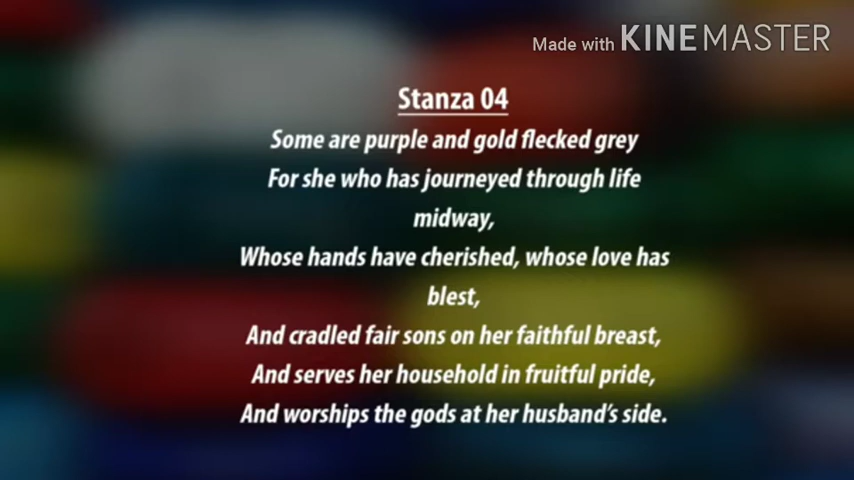 Made with KINEMASTER
Stanza 04
Some are purple and gold flecked grey
For she who has journeyed through life
midway,
Whose hands have cherished, whose love has
blest,
And cradled fair sons on her faithful breast,
And serves her household in fruitful pride,
And worships the gods at her husband's side.